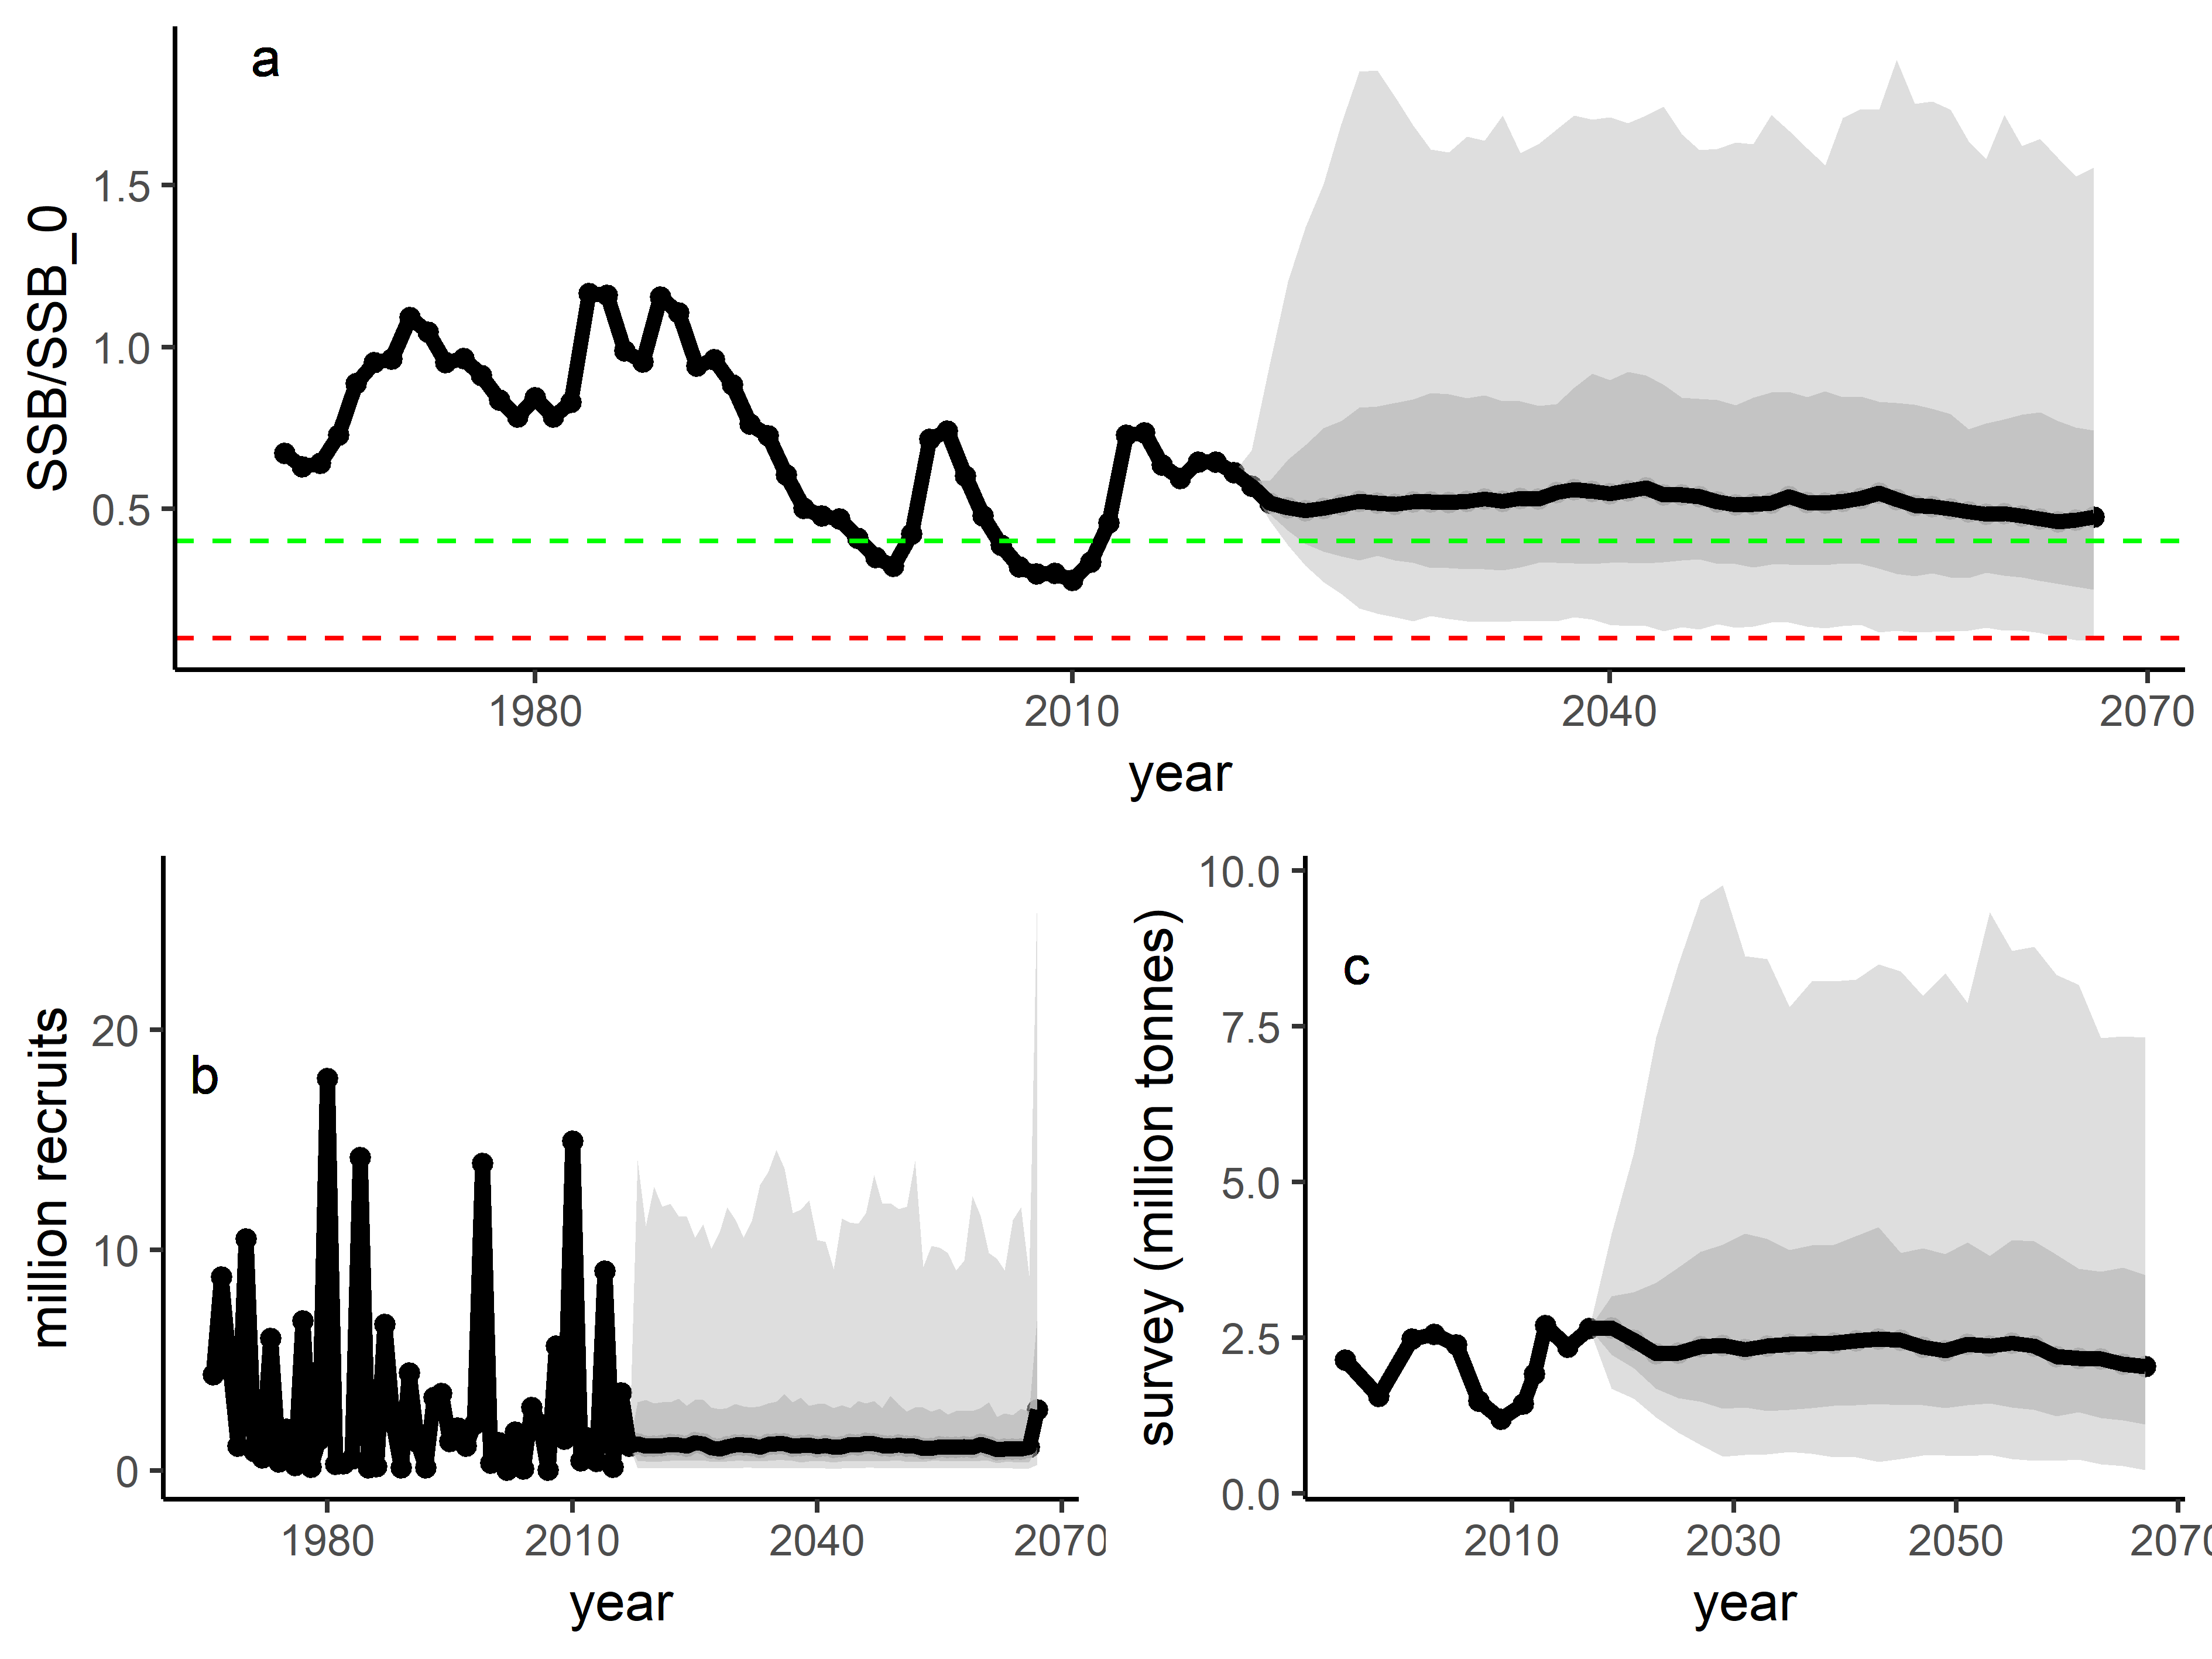 a
SSB/SSB_0
1.5
1.0
0.5
1980 2010 2040 2070
year
b
million recruits
20
10
0
1980 2010 2040 2070
year
c
survey (million tonnes)
10.0
7.5
5.0
2.5
0.0
2010 2030 2050 2070
year